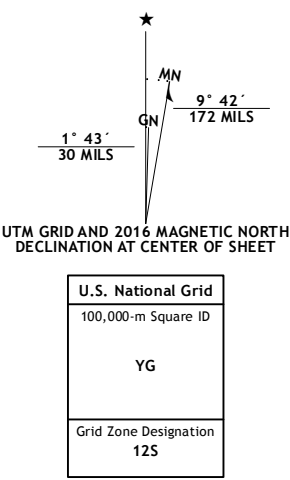 ★
MN
9° 42´
172 MILS
GN
1° 43´
30 MILS
UTM GRID AND 2016 MAGNETIC NORTH
DECLINATION AT CENTER OF SHEET
U.S. National Grid
100,000-m Square ID
YG
Grid Zone Designation
12S